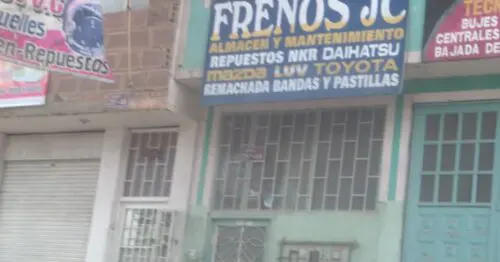 FRENOS JC
ALMACEN Y MANTENIMIENTO
REPUESTOS NKR DAIHATSU
mazda LUV TOYOTA
REMACHADA BANDAS Y PASTILLAS
uelles
en-Repuestos
TEC
BUJES
CENTRALES
BAJADA DE